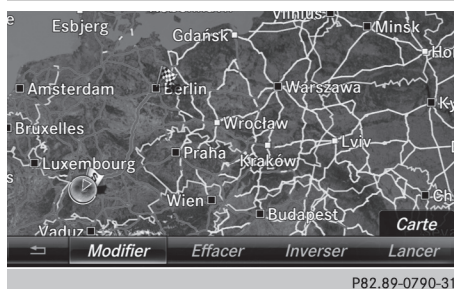 Vilnius
Minsk
Esbjerg
Gdańsk
Amsterdam
Berlin
Warszawa
Bruxelles
Wrocław
Praha
Lviv
Luxembourg
Kraków
Wien
Budapest
Vaduz
Carte
Modifier
Effacer
Inverser
Lancer
P82.89-0790-31